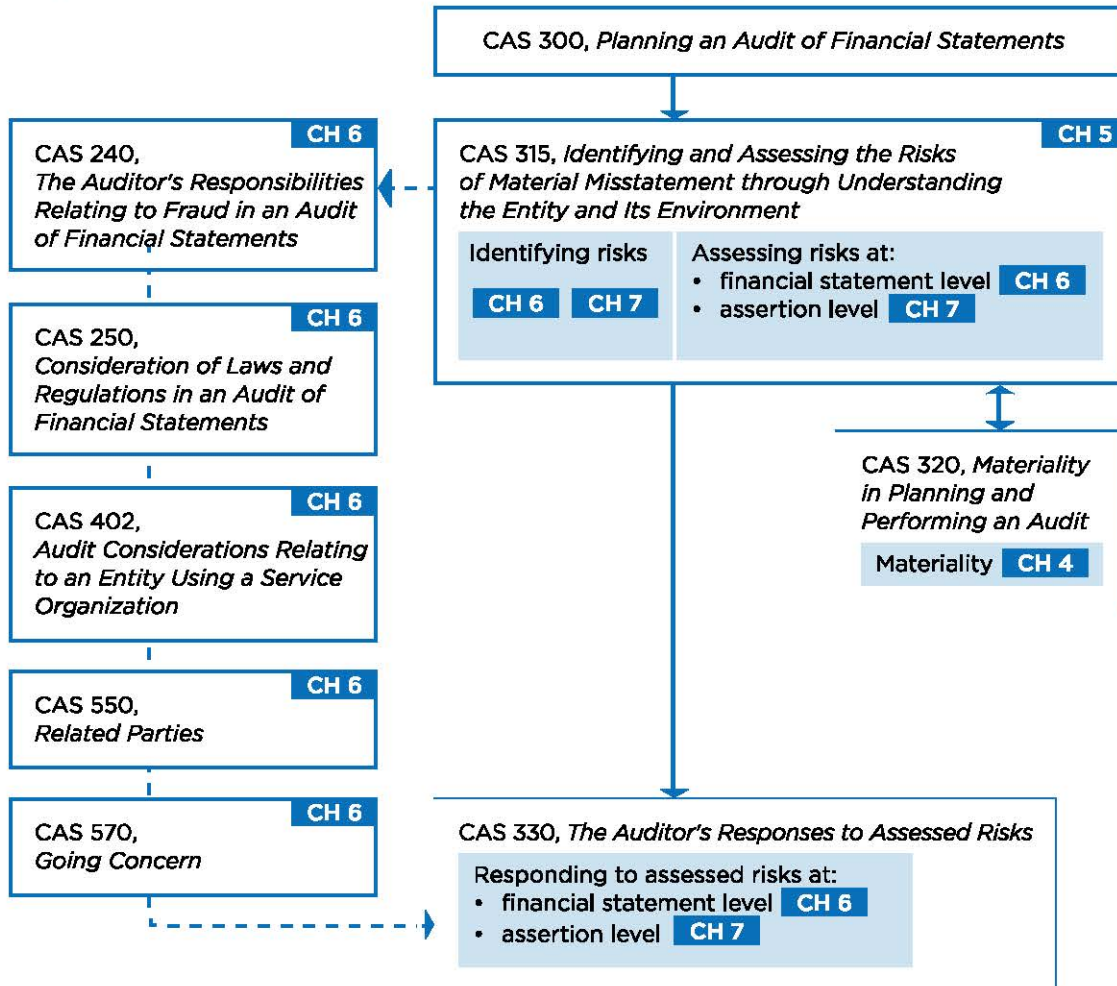 CAS 300, Planning an Audit of Financial Statements
CH 6
CAS 240,
The Auditor's Responsibilities
Relating to Fraud in an Audit
of Financial Statements
CH 5
CAS 315, Identifying and Assessing the Risks
of Material Misstatement through Understanding
the Entity and Its Environment
Identifying risks
CH 6 CH 7
Assessing risks at:
• financial statement level CH 6
• assertion level CH 7
CH 6
CAS 250,
Consideration of Laws and
Regulations in an Audit of
Financial Statements
CAS 320, Materiality
in Planning and
Performing an Audit
Materiality CH 4
CH 6
CAS 402,
Audit Considerations Relating
to an Entity Using a Service
Organization
CH 6
CAS 550,
Related Parties
CH 6
CAS 570,
Going Concern
CAS 330, The Auditor's Responses to Assessed Risks
Responding to assessed risks at:
• financial statement level CH 6
• assertion level CH 7